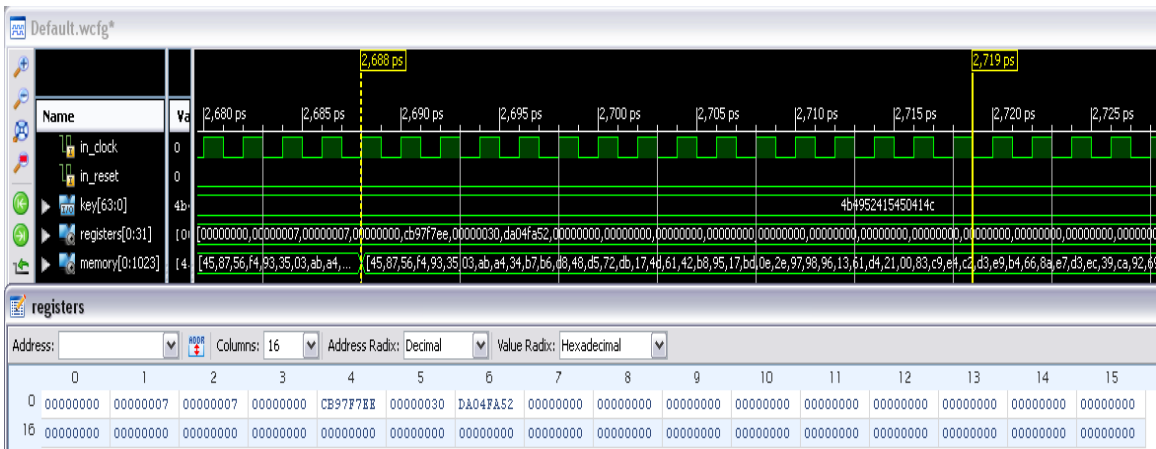 Default.wcfg*
2,688 ps 2,719 ps
Name Va 2,680 ps 2,685 ps 2,690 ps 2,695 ps 2,700 ps 2,705 ps 2,710 ps 2,715 ps 2,720 ps 2,725 ps
in_clock 0
in_reset 0
key[63:0] 4b4 4b4952415450414c
registers[0:31] [0 [00000000,00000007,00000007,00000000,cb97f7ee,00000030,da04fa52,00000000,00000000,00000000,00000000,00000000,00000000,00000000,00000000,00000000,00000000,00000000,0000000
memory[0:1023] [4. [45,87,56,f4,93,35,03,ab,a4,... [45,87,56,f4,93,35,03,ab,a4,34,b7,b6,d8,48,d5,72,db,17,4d,61,42,b8,95,17,bd,0e,2e,97,98,96,13,61,d4,21,00,83,c9,e4,c2,d3,e9,b4,66,8a,e7,d3,ec,39,ca,92,69
registers
Address: ADDR Columns: 16 Address Radix: Decimal Value Radix: Hexadecimal
0 1 2 3 4 5 6 7 8 9 10 11 12 13 14 15
0 00000000 00000007 00000007 00000000 CB97F7EE 00000030 DA04FA52 00000000 00000000 00000000 00000000 00000000 00000000 00000000 00000000 00000000
16 00000000 00000000 00000000 00000000 00000000 00000000 00000000 00000000 00000000 00000000 00000000 00000000 00000000 00000000 00000000 00000000